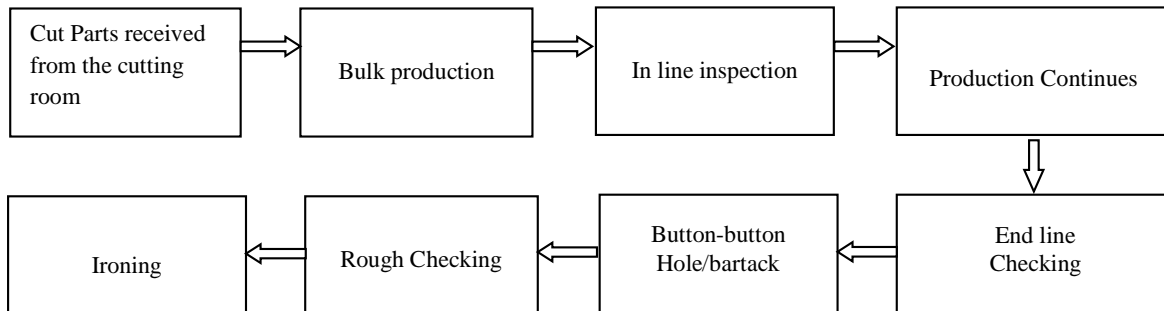 Cut Parts received
from the cutting
room
Bulk production
In line inspection
Production Continues
End line
Checking
Button-button
Hole/bartack
Rough Checking
Ironing